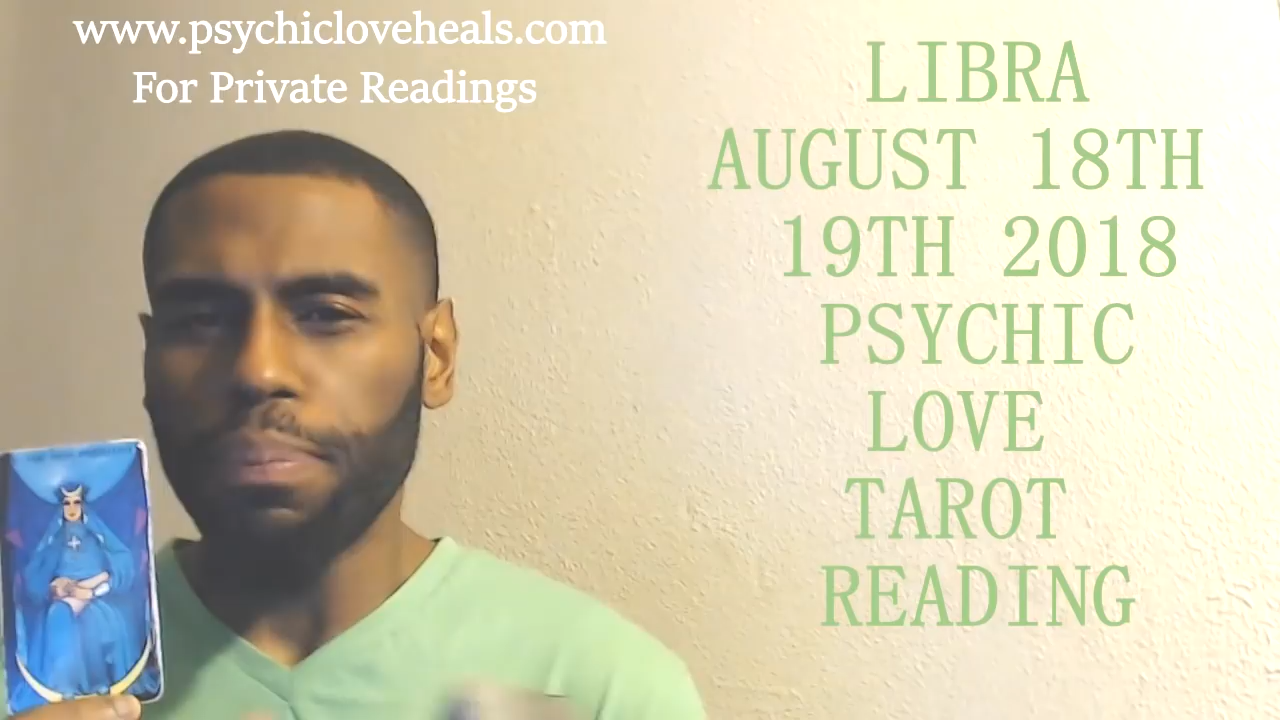 www.psychicloveheals.com
For Private Readings
LIBRA
AUGUST 18TH
19TH 2018
PSYCHIC
LOVE
TAROT
READING